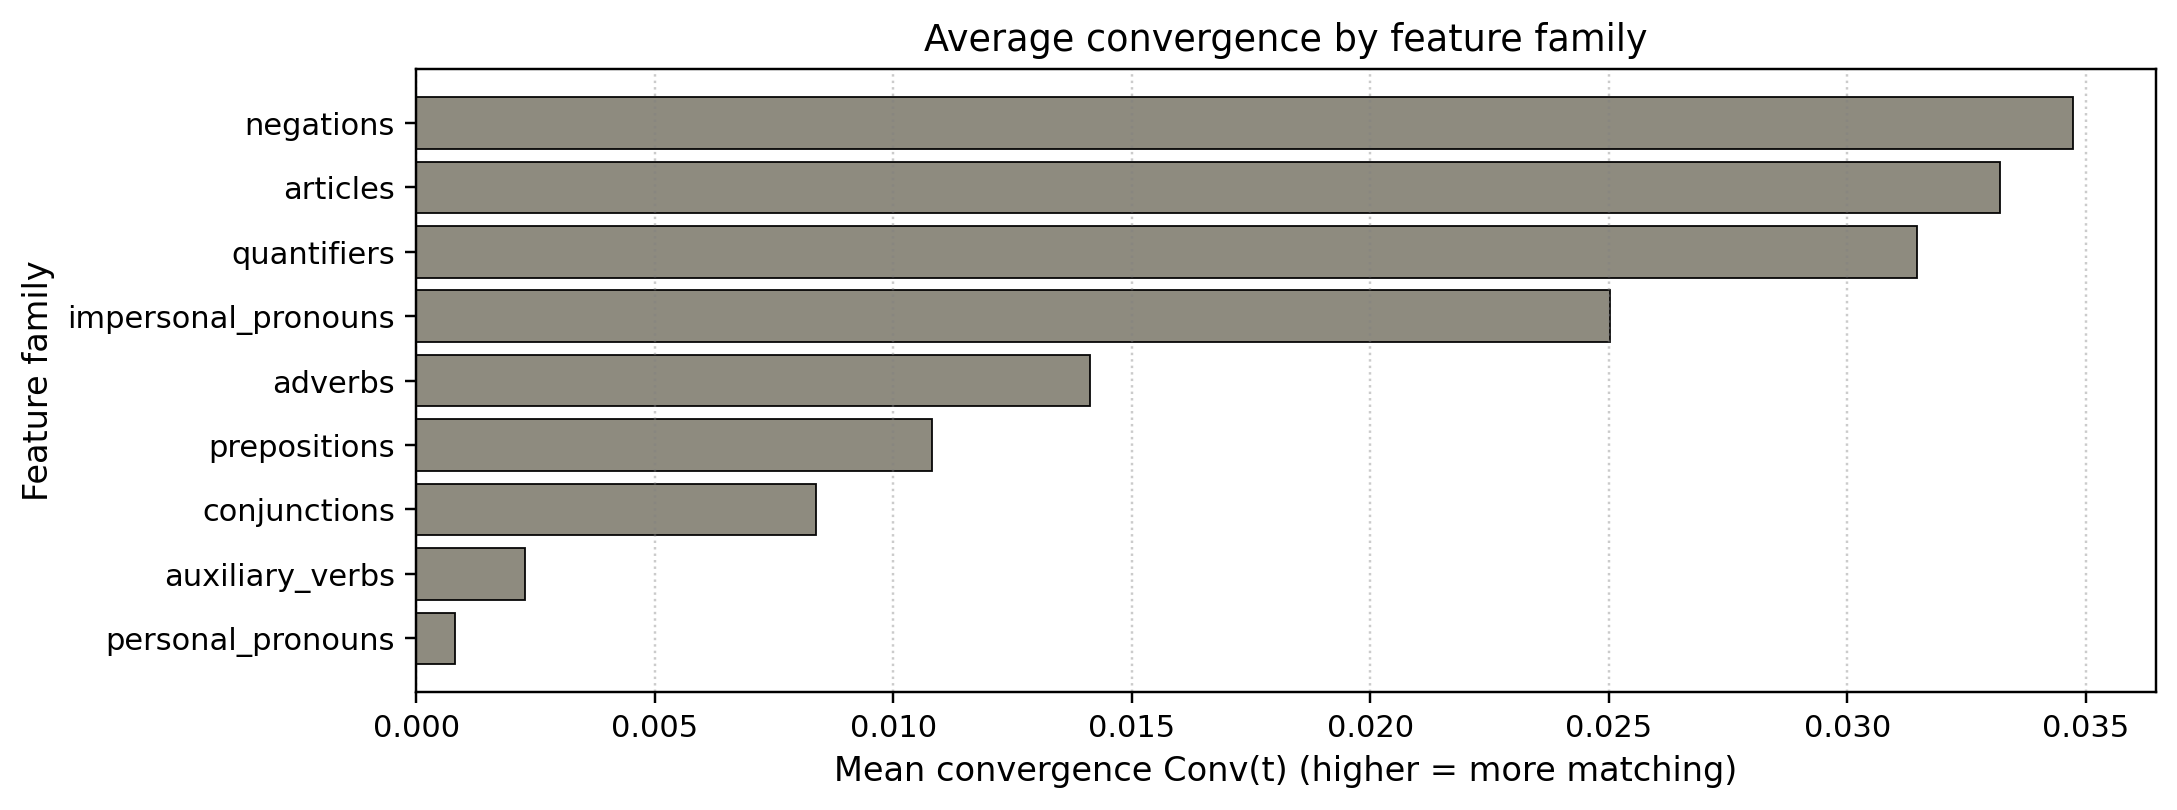 Average convergence by feature family
Feature family
negations
articles
quantifiers
impersonal_pronouns
adverbs
prepositions
conjunctions
auxiliary_verbs
personal_pronouns
0.000 0.005 0.010 0.015 0.020 0.025 0.030 0.035
Mean convergence Conv(t) (higher = more matching)